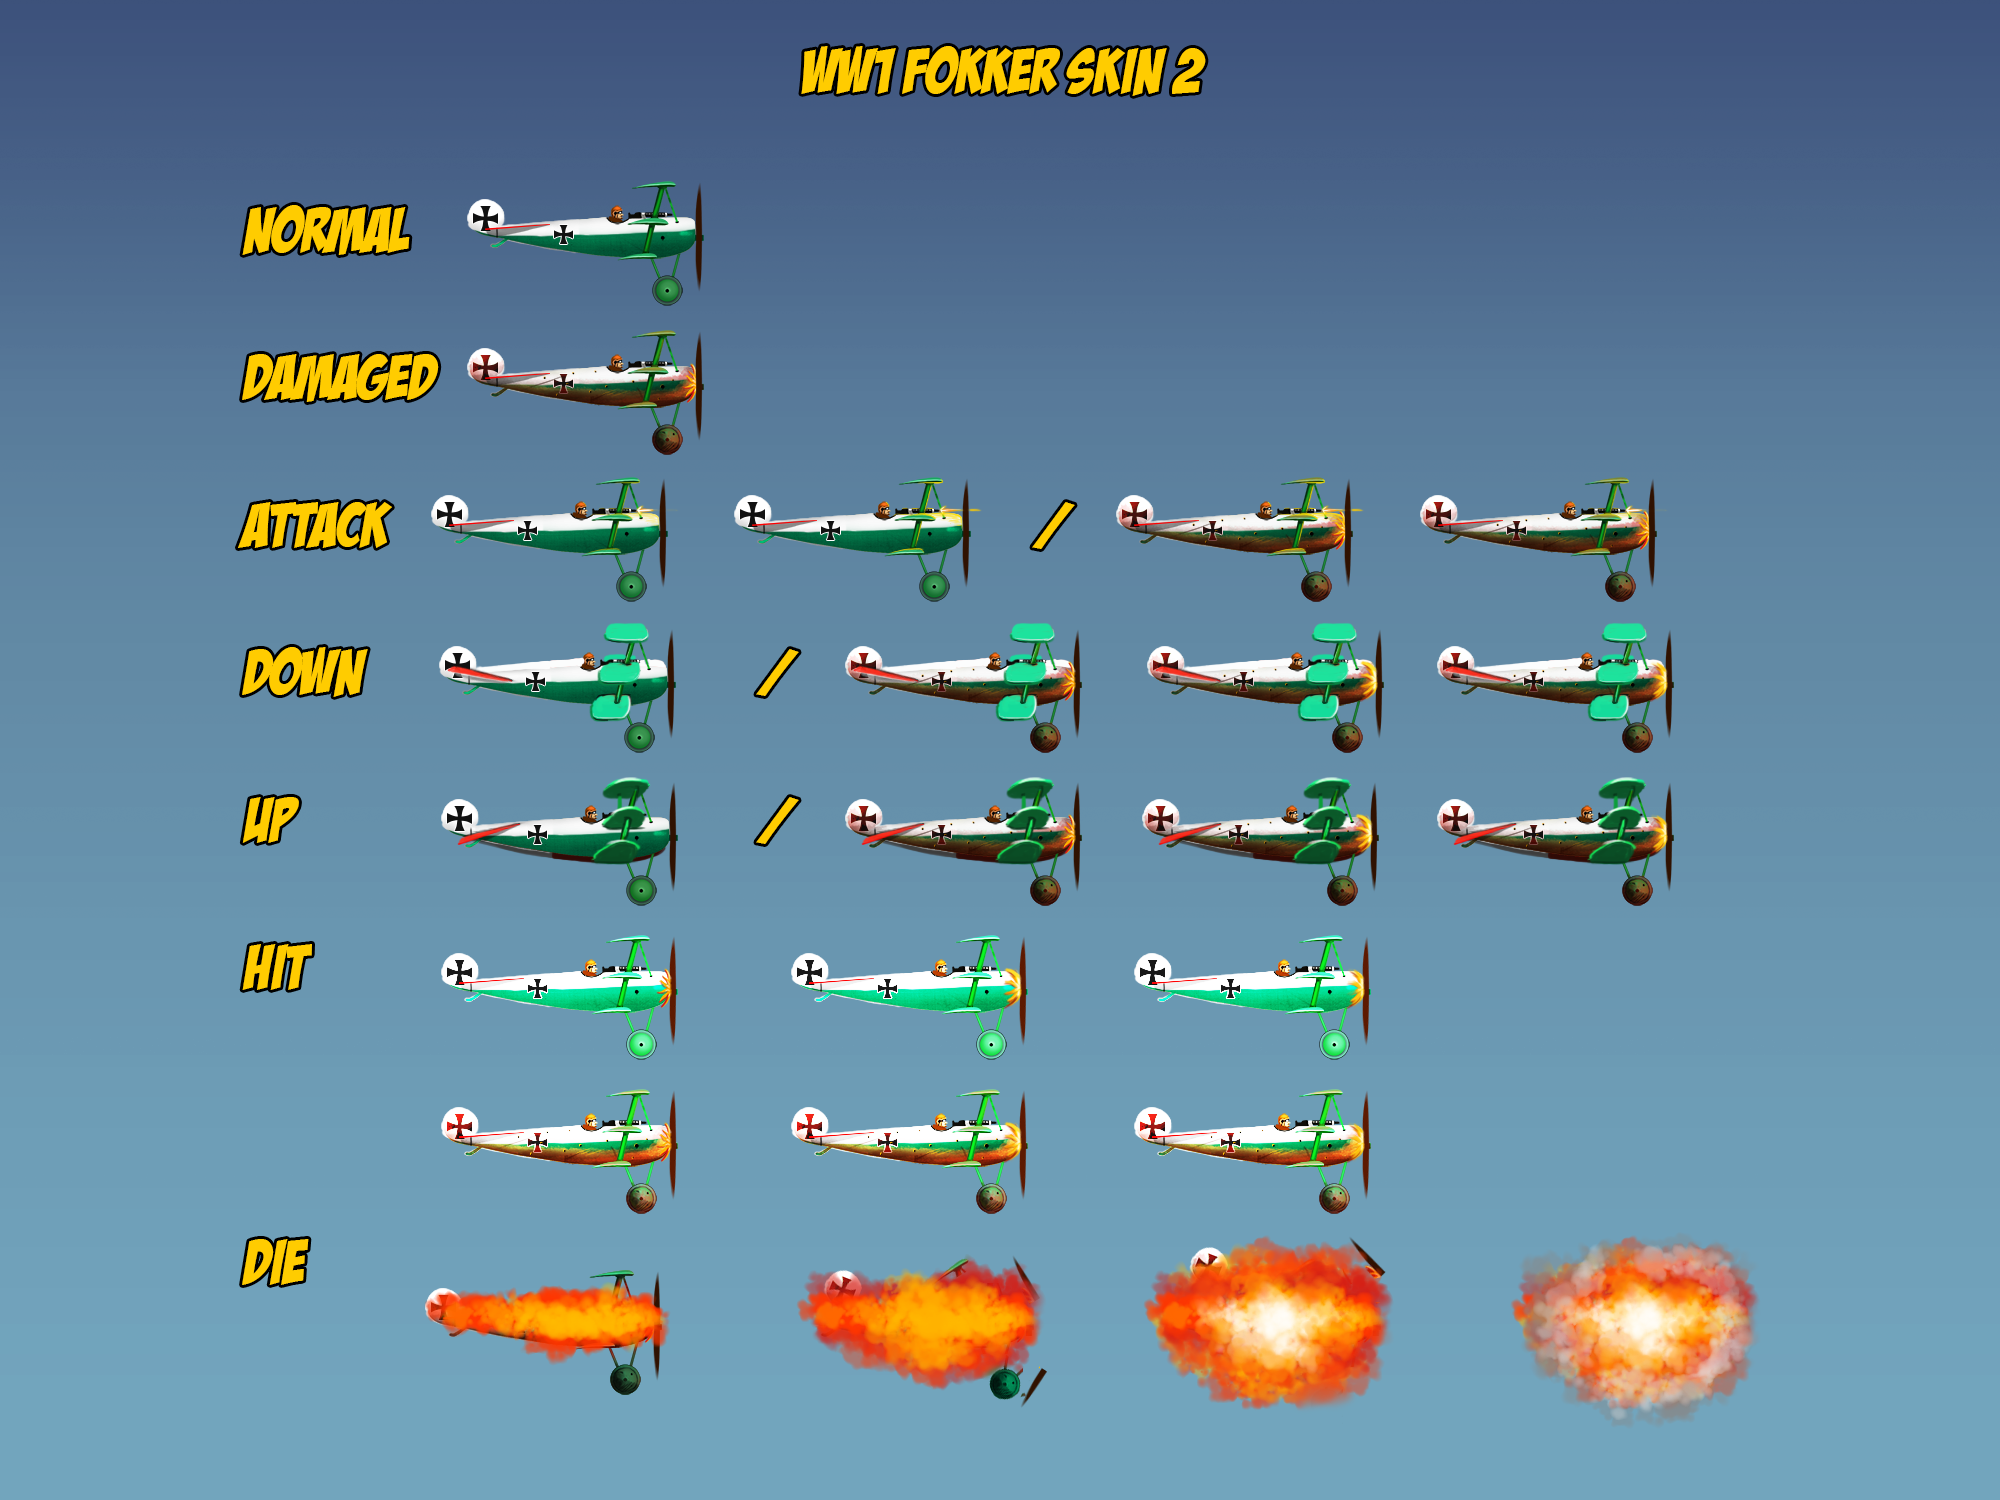 WW1 FOKKER SKIN 2
NORMAL
DAMAGED
ATTACK /
DOWN /
UP /
HIT
DIE